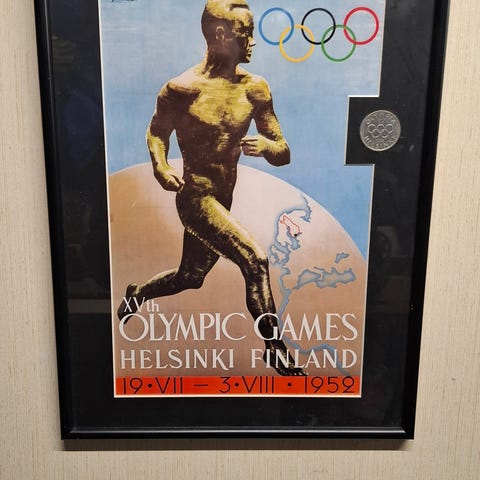 XVth
OLYMPIC GAMES
HELSINKI FINLAND
19·VII – 3·VIII · 1952